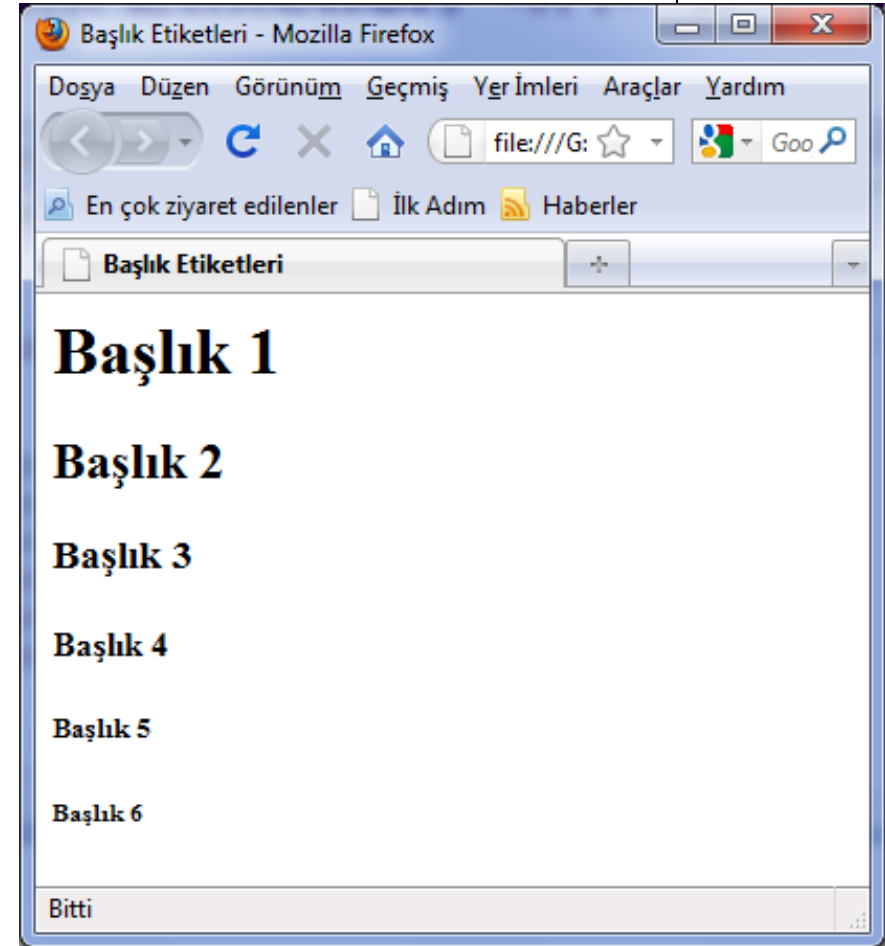 Başlık Etiketleri - Mozilla Firefox
Dosya Düzen Görünüm Geçmiş Yer İmleri Araçlar Yardım
file:///G: Goo
En çok ziyaret edilenler İlk Adım Haberler
Başlık Etiketleri
Başlık 1
Başlık 2
Başlık 3
Başlık 4
Başlık 5
Başlık 6
Bitti